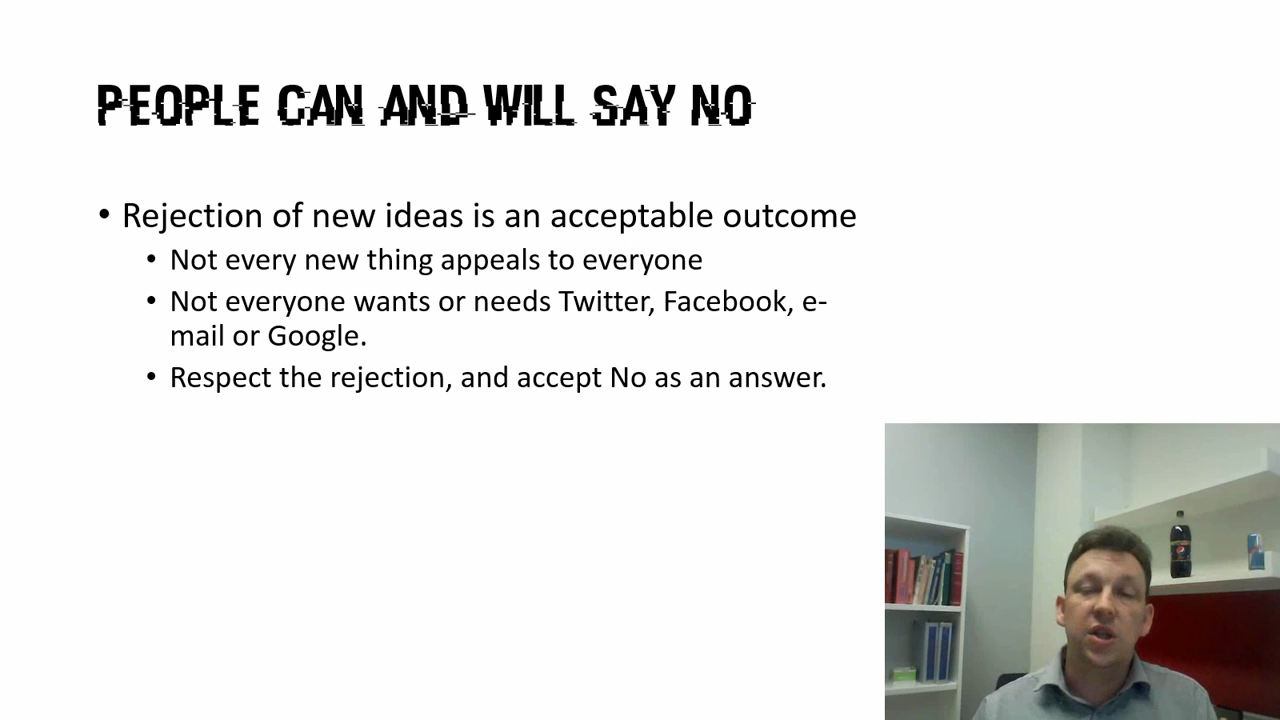 PEOPLE CAN AND WILL SAY NO
• Rejection of new ideas is an acceptable outcome
• Not every new thing appeals to everyone
• Not everyone wants or needs Twitter, Facebook, e-
mail or Google.
• Respect the rejection, and accept No as an answer.